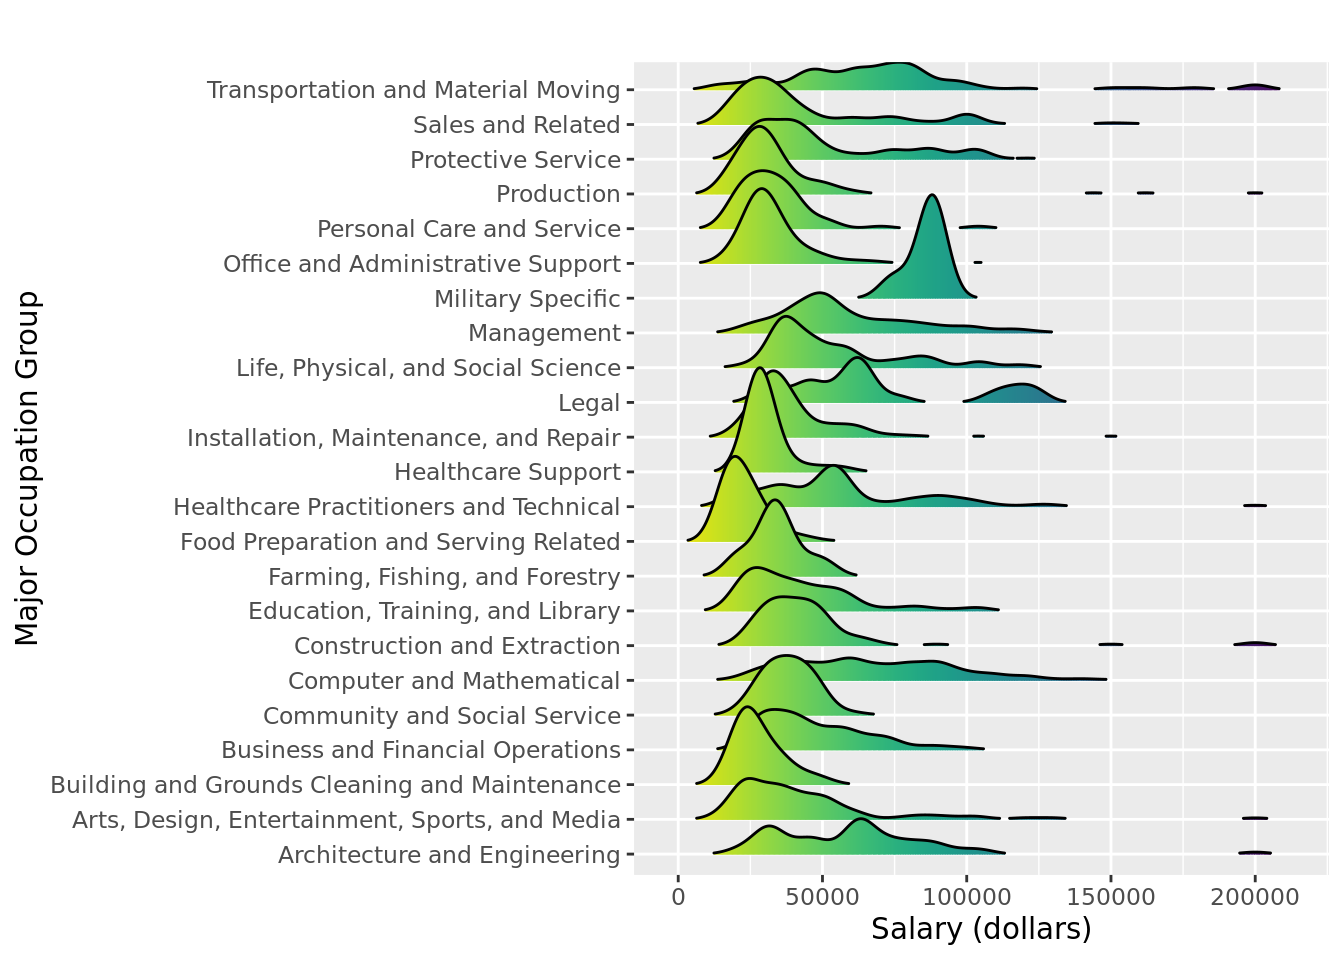 Major Occupation Group
Transportation and Material Moving
Sales and Related
Protective Service
Production
Personal Care and Service
Office and Administrative Support
Military Specific
Management
Life, Physical, and Social Science
Legal
Installation, Maintenance, and Repair
Healthcare Support
Healthcare Practitioners and Technical
Food Preparation and Serving Related
Farming, Fishing, and Forestry
Education, Training, and Library
Construction and Extraction
Computer and Mathematical
Community and Social Service
Business and Financial Operations
Building and Grounds Cleaning and Maintenance
Arts, Design, Entertainment, Sports, and Media
Architecture and Engineering
0 50000 100000 150000 200000
Salary (dollars)